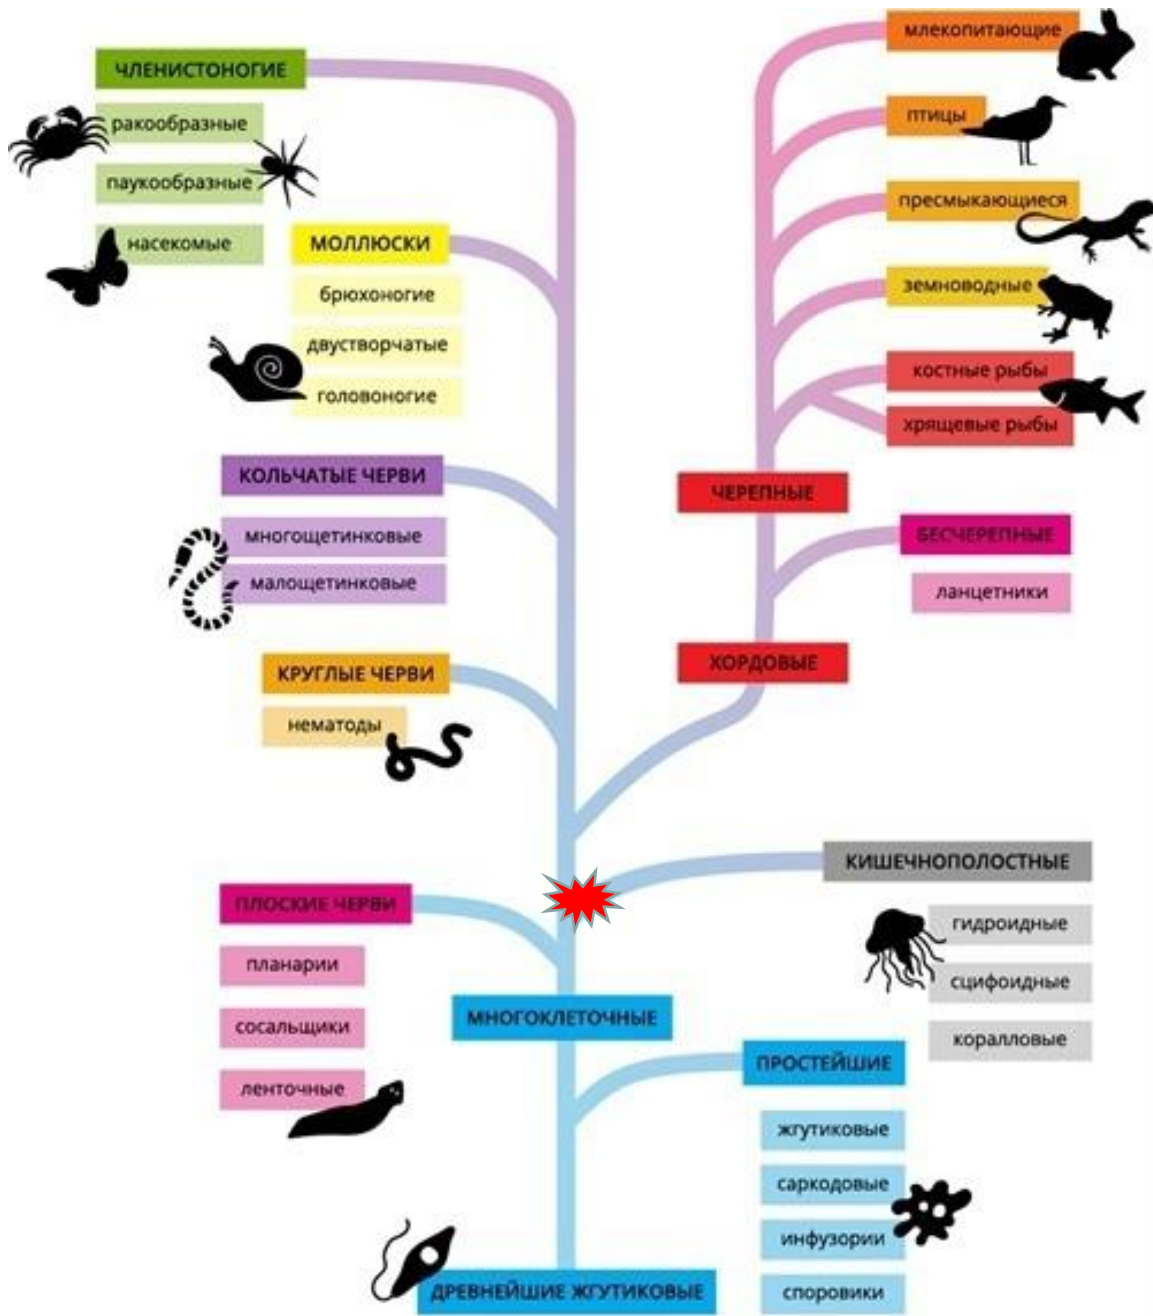 ЧЛЕНИСТОНОГИЕ
ракообразные
паукообразные
насекомые
МОЛЛЮСКИ
брюхоногие
двустворчатые
головоногие
КОЛЬЧАТЫЕ ЧЕРВИ
многощетинковые
малощетинковые
КРУГЛЫЕ ЧЕРВИ
нематоды
ПЛОСКИЕ ЧЕРВИ
планарии
сосальщики
ленточные
млекопитающие
птицы
пресмыкающиеся
земноводные
костные рыбы
хрящевые рыбы
ЧЕРЕПНЫЕ
БЕСЧЕРЕПНЫЕ
ланцетники
ХОРДОВЫЕ
КИШЕЧНОПОЛОСТНЫЕ
гидроидные
сцифоидные
коралловые
МНОГОКЛЕТОЧНЫЕ
ПРОСТЕЙШИЕ
жгутиковые
саркодовые
инфузории
споровики
ДРЕВНЕЙШИЕ ЖГУТИКОВЫЕ